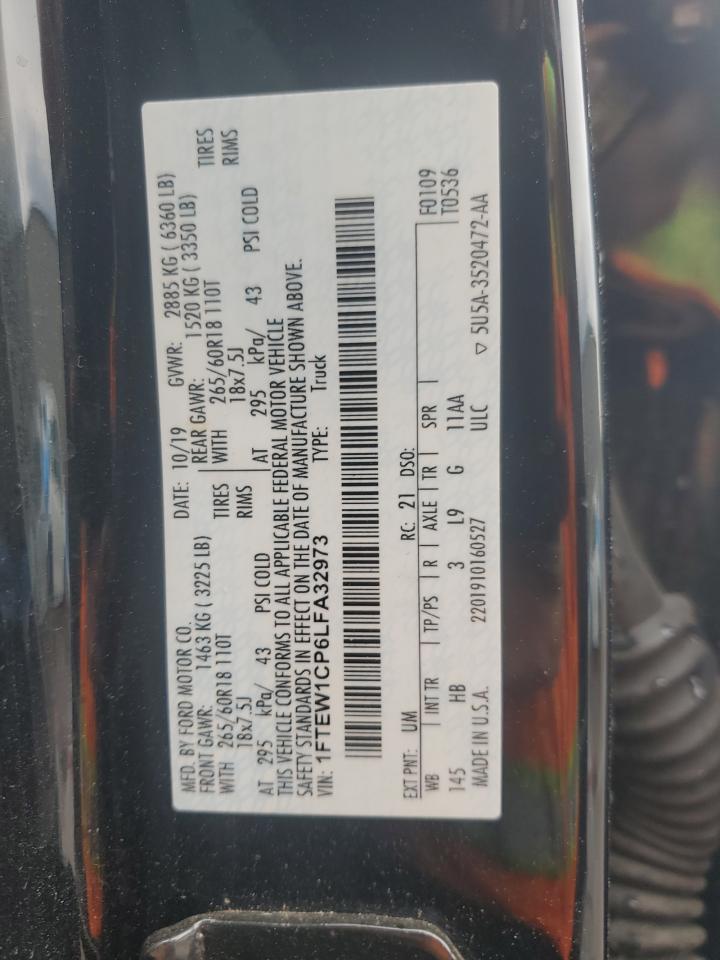 MFD. BY FORD MOTOR CO.
DATE: 10/19 GVWR: 2885 KG ( 6360 LB)
FRONT GAWR: 1463 KG ( 3225 LB) REAR GAWR: 1520 KG ( 3350 LB)
WITH 265/60R18 110T TIRES WITH 265/60R18 110T TIRES
18x7.5J RIMS 18x7.5J RIMS
AT 295 kPa/ 43 PSI COLD AT 295 kPa/ 43 PSI COLD
THIS VEHICLE CONFORMS TO ALL APPLICABLE FEDERAL MOTOR VEHICLE
SAFETY STANDARDS IN EFFECT ON THE DATE OF MANUFACTURE SHOWN ABOVE.
VIN: 1FTEW1CP6LFA32973 TYPE: Truck
EXT PNT: UM RC: 21 DSO: F0109
WB INT TR TP/PS R AXLE TR SPR T0536
145 HB 3 L9 G 11AA
MADE IN U.S.A. 2201910160527 ULC ▽ 5U5A-3520472-AA